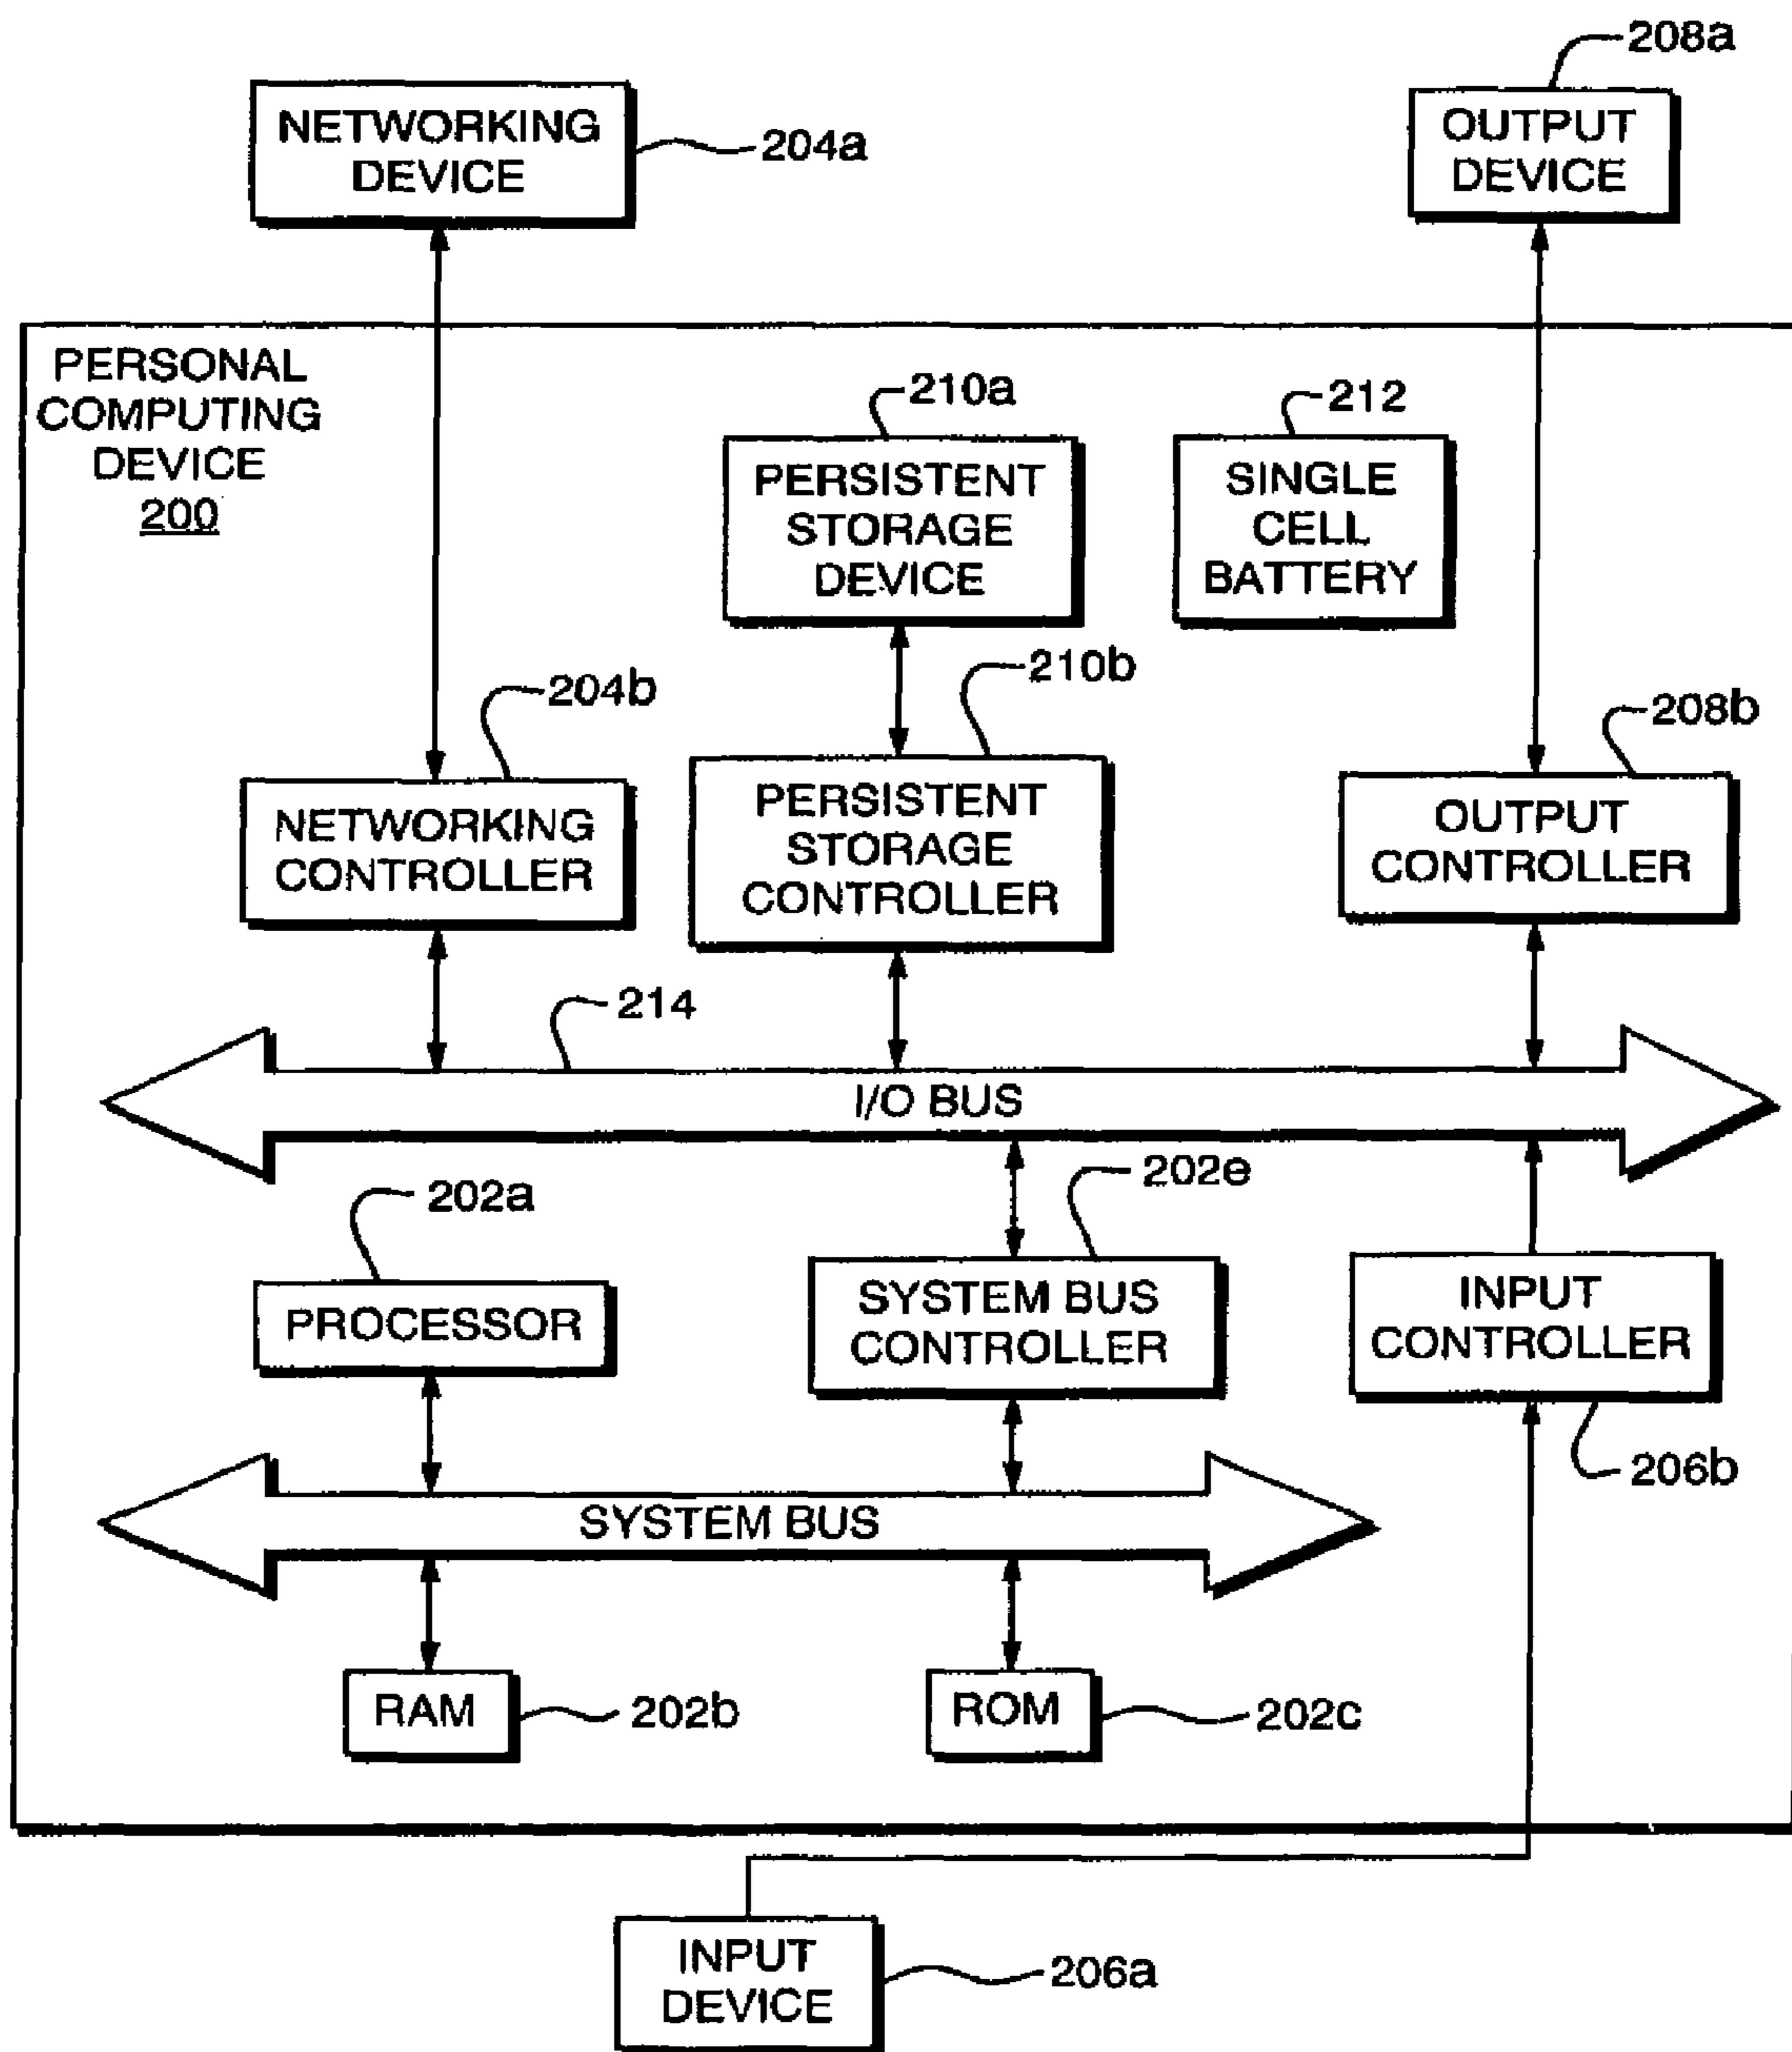 208a
NETWORKING
DEVICE
204a
OUTPUT
DEVICE
PERSONAL
COMPUTING
DEVICE
200
210a
PERSISTENT
STORAGE
DEVICE
212
SINGLE
CELL
BATTERY
204b
NETWORKING
CONTROLLER
210b
PERSISTENT
STORAGE
CONTROLLER
208b
OUTPUT
CONTROLLER
214
I/O BUS
202a
PROCESSOR
202e
SYSTEM BUS
CONTROLLER
INPUT
CONTROLLER
206b
SYSTEM BUS
RAM
202b
ROM
202c
INPUT
DEVICE
206a